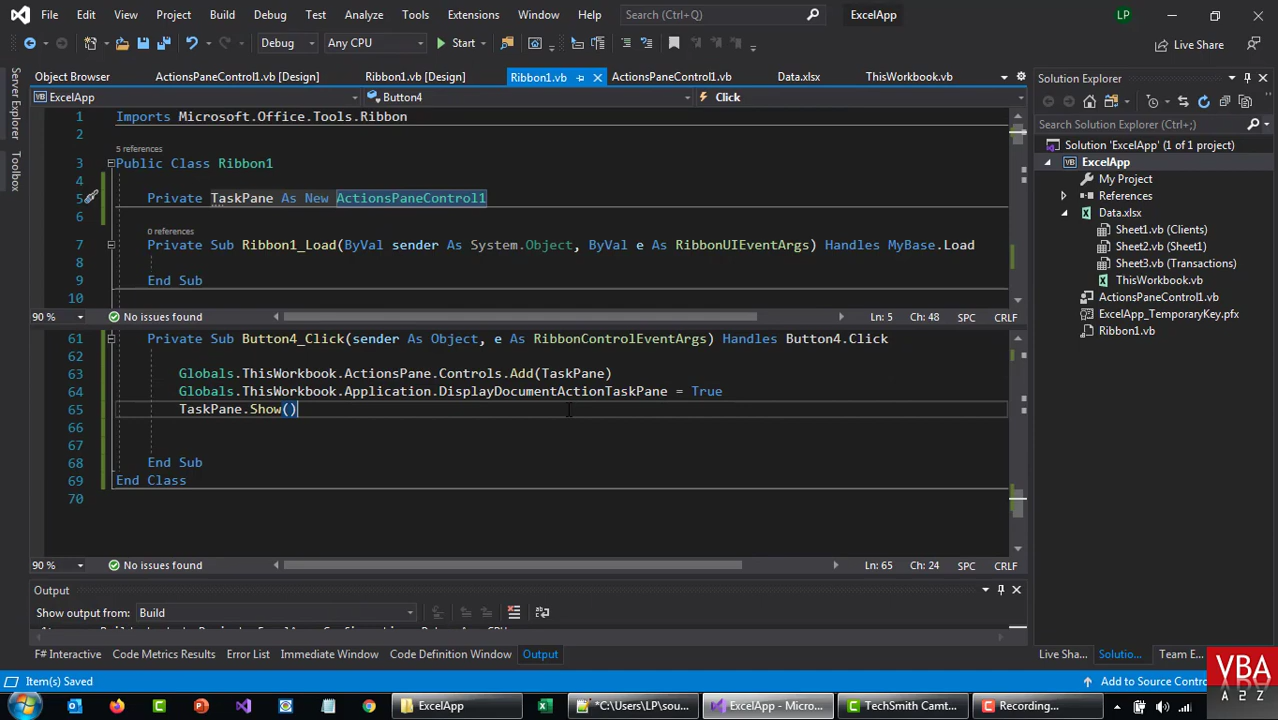 File Edit View Project Build Debug Test Analyze Tools Extensions Window Help Search (Ctrl+Q) ExcelApp LP
Debug Any CPU Start Live Share
Object Browser ActionsPaneControl1.vb [Design] Ribbon1.vb [Design] Ribbon1.vb ActionsPaneControl1.vb Data.xlsx ThisWorkbook.vb
Solution Explorer
Server Explorer
Toolbox
ExcelApp Button4 Click
1 Imports Microsoft.Office.Tools.Ribbon
2
5 references
3 Public Class Ribbon1
4
5 Private TaskPane As New ActionsPaneControl1
6
0 references
7 Private Sub Ribbon1_Load(ByVal sender As System.Object, ByVal e As RibbonUIEventArgs) Handles MyBase.Load
8
9 End Sub
10
90 % No issues found Ln: 5 Ch: 48 SPC CRLF
61 Private Sub Button4_Click(sender As Object, e As RibbonControlEventArgs) Handles Button4.Click
62
63 Globals.ThisWorkbook.ActionsPane.Controls.Add(TaskPane)
64 Globals.ThisWorkbook.Application.DisplayDocumentActionTaskPane = True
65 TaskPane.Show()
66
67
68 End Sub
69 End Class
70
90 % No issues found Ln: 65 Ch: 24 SPC CRLF
Search Solution Explorer (Ctrl+;)
Solution 'ExcelApp' (1 of 1 project)
ExcelApp
My Project
References
Data.xlsx
Sheet1.vb (Clients)
Sheet2.vb (Sheet1)
Sheet3.vb (Transactions)
ThisWorkbook.vb
ActionsPaneControl1.vb
ExcelApp_TemporaryKey.pfx
Ribbon1.vb
Output
Show output from: Build
F# Interactive Code Metrics Results Error List Immediate Window Code Definition Window Output
Live Sha... Solutio... Team E...
Item(s) Saved Add to Source Contro
ExcelApp *C:\Users\LP\sou... ExcelApp - Micro... TechSmith Camt... Recording...
VBA
A2Z